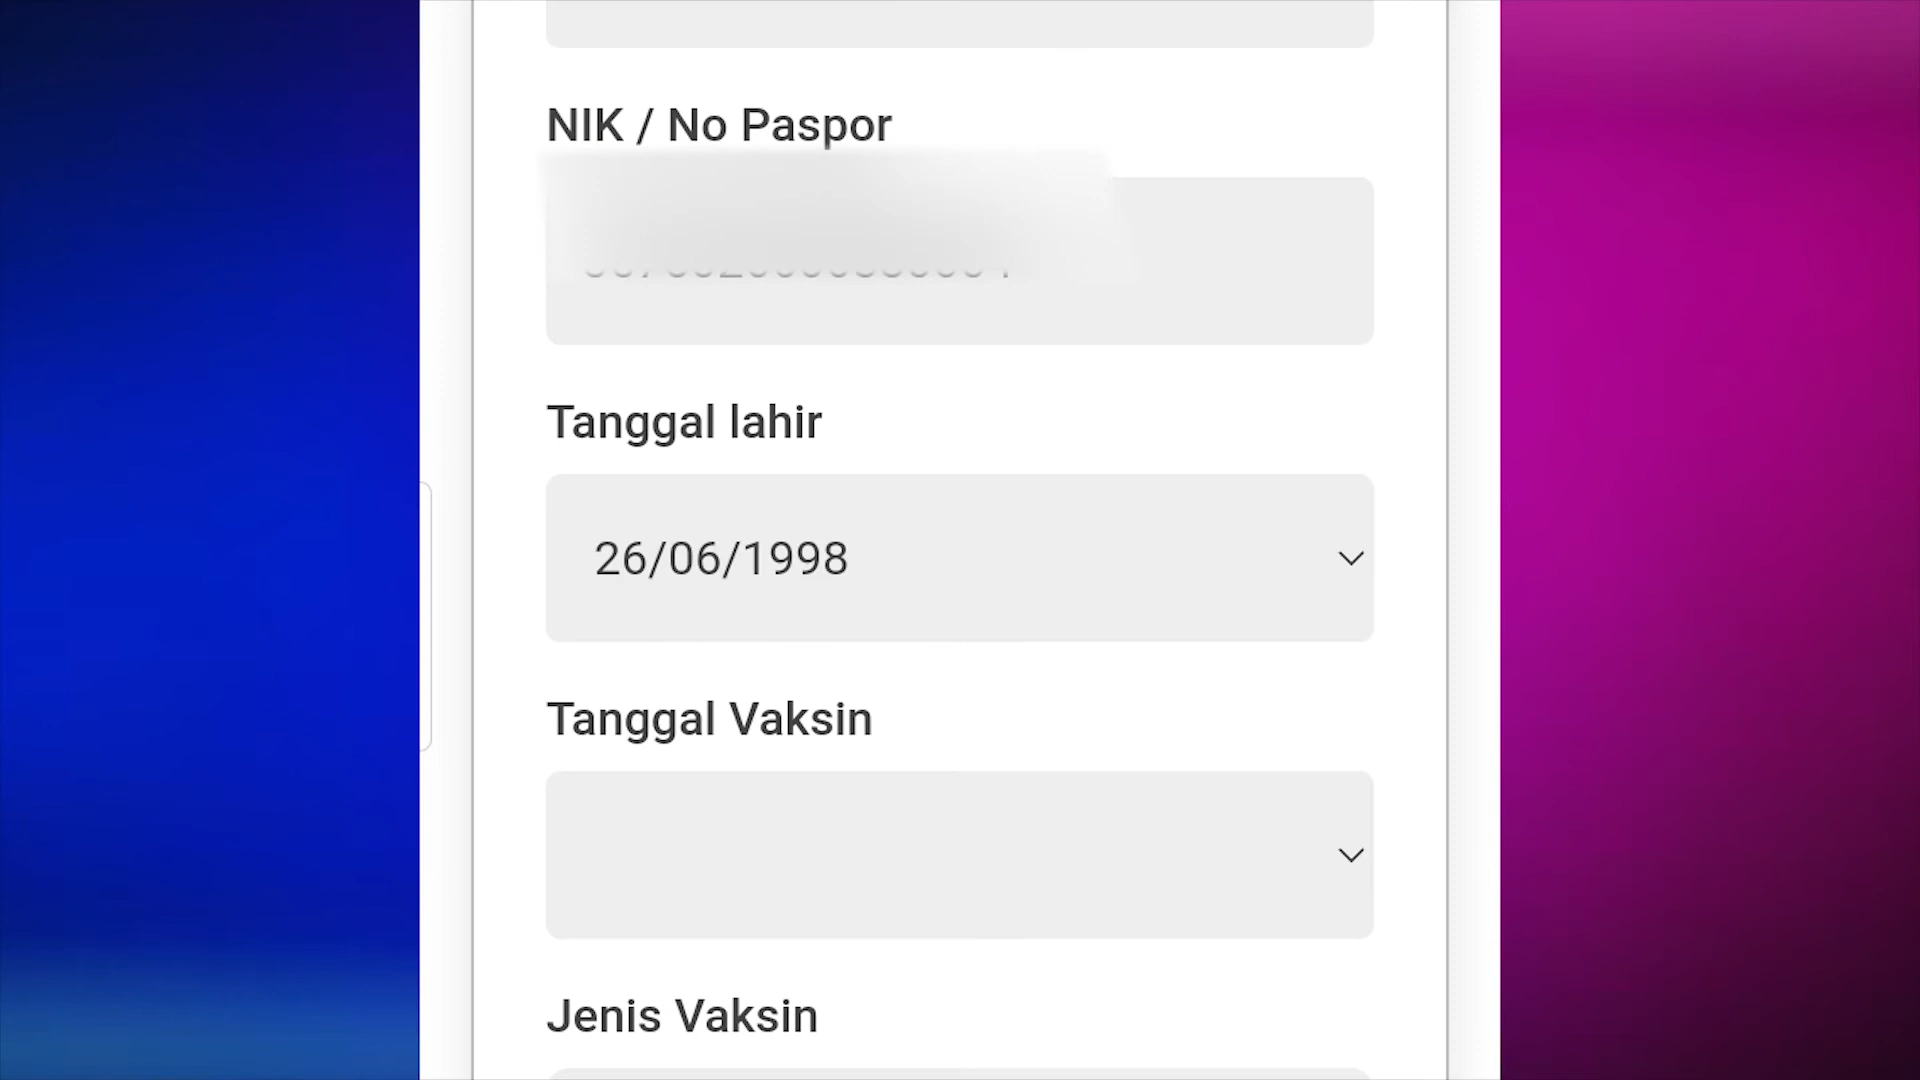 NIK / No Paspor
Tanggal lahir
26/06/1998
Tanggal Vaksin
Jenis Vaksin